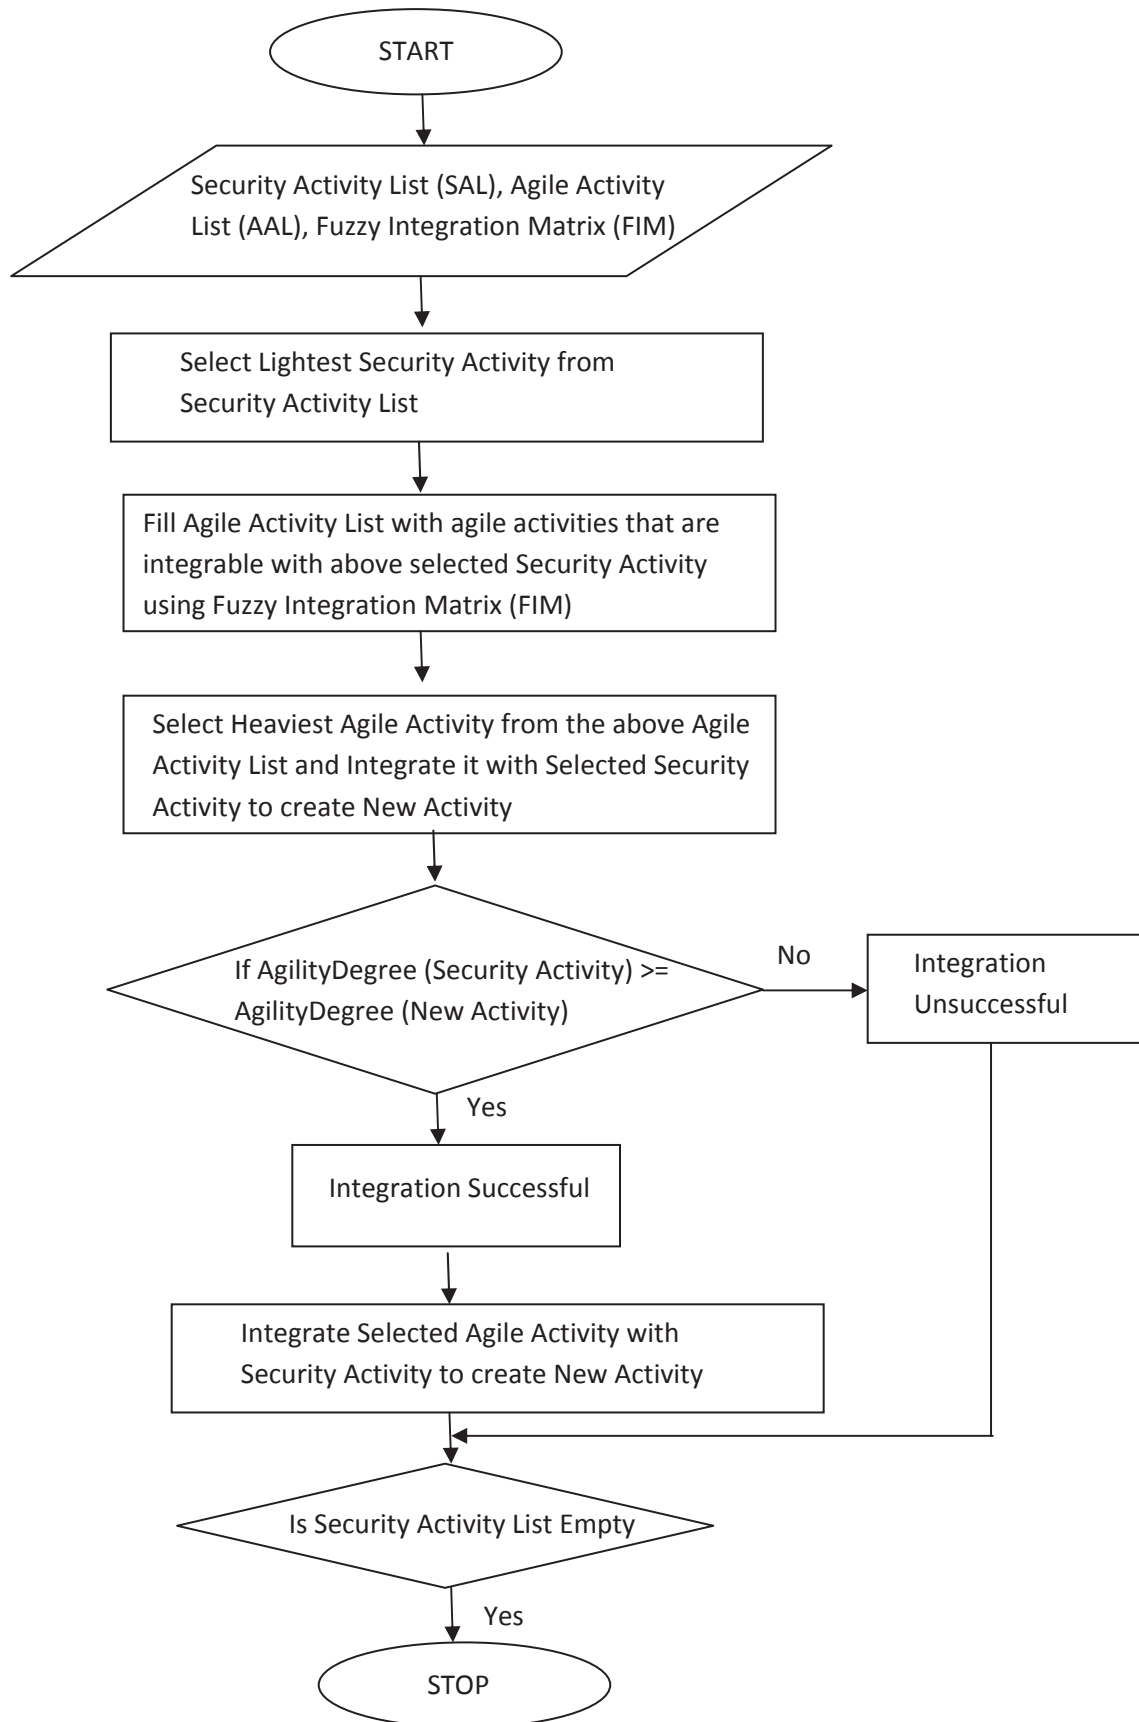 START
Security Activity List (SAL), Agile Activity
List (AAL), Fuzzy Integration Matrix (FIM)
Select Lightest Security Activity from
Security Activity List
Fill Agile Activity List with agile activities that are
integrable with above selected Security Activity
using Fuzzy Integration Matrix (FIM)
Select Heaviest Agile Activity from the above Agile
Activity List and Integrate it with Selected Security
Activity to create New Activity
If AgilityDegree (Security Activity) >=
AgilityDegree (New Activity)
No
Integration
Unsuccessful
Yes
Integration Successful
Integrate Selected Agile Activity with
Security Activity to create New Activity
Is Security Activity List Empty
Yes
STOP